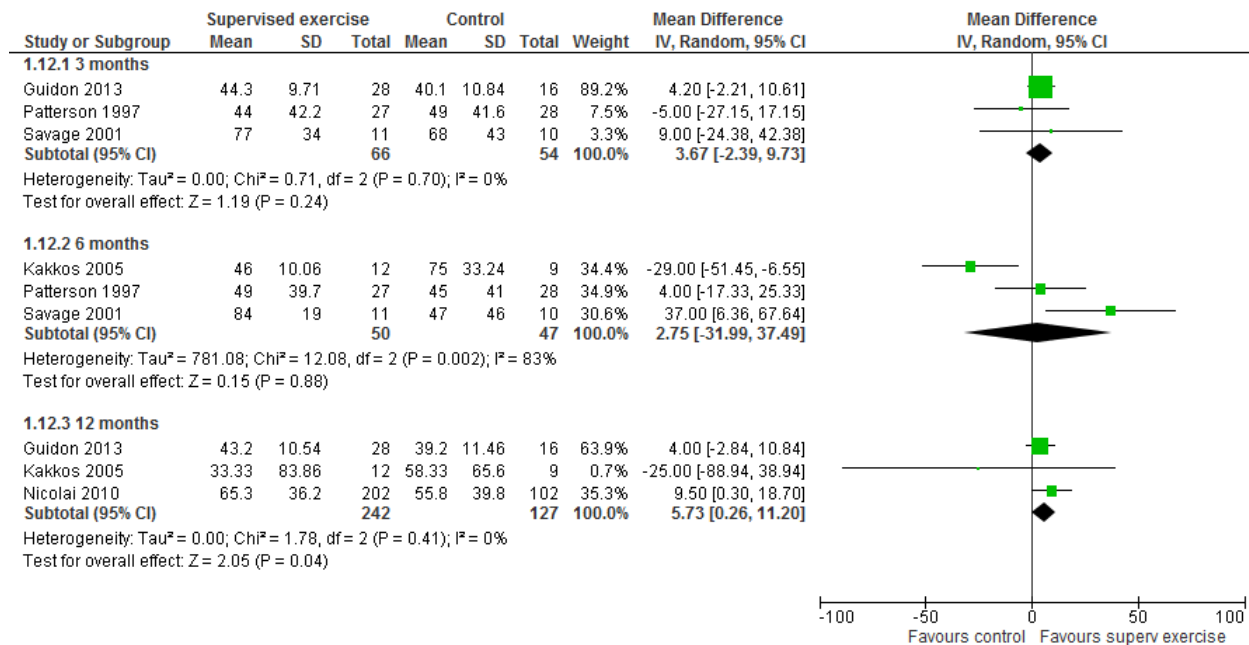 Supervised exercise Control Mean Difference Mean Difference
Study or Subgroup Mean SD Total Mean SD Total Weight IV, Random, 95% CI IV, Random, 95% CI
1.12.1 3 months
Guidon 2013 44.3 9.71 28 40.1 10.84 16 89.2% 4.20 [-2.21, 10.61]
Patterson 1997 44 42.2 27 49 41.6 28 7.5% -5.00 [-27.15, 17.15]
Savage 2001 77 34 11 68 43 10 3.3% 9.00 [-24.38, 42.38]
Subtotal (95% CI) 66 54 100.0% 3.67 [-2.39, 9.73]
Heterogeneity: Tau² = 0.00; Chi² = 0.71, df = 2 (P = 0.70); I² = 0%
Test for overall effect: Z = 1.19 (P = 0.24)
1.12.2 6 months
Kakkos 2005 46 10.06 12 75 33.24 9 34.4% -29.00 [-51.45, -6.55]
Patterson 1997 49 39.7 27 45 41 28 34.9% 4.00 [-17.33, 25.33]
Savage 2001 84 19 11 47 46 10 30.6% 37.00 [6.36, 67.64]
Subtotal (95% CI) 50 47 100.0% 2.75 [-31.99, 37.49]
Heterogeneity: Tau² = 781.08; Chi² = 12.08, df = 2 (P = 0.002); I² = 83%
Test for overall effect: Z = 0.15 (P = 0.88)
1.12.3 12 months
Guidon 2013 43.2 10.54 28 39.2 11.46 16 63.9% 4.00 [-2.84, 10.84]
Kakkos 2005 33.33 83.86 12 58.33 65.6 9 0.7% -25.00 [-88.94, 38.94]
Nicolai 2010 65.3 36.2 202 55.8 39.8 102 35.3% 9.50 [0.30, 18.70]
Subtotal (95% CI) 242 127 100.0% 5.73 [0.26, 11.20]
Heterogeneity: Tau² = 0.00; Chi² = 1.78, df = 2 (P = 0.41); I² = 0%
Test for overall effect: Z = 2.05 (P = 0.04)
-100 -50 0 50 100
Favours control Favours superv exercise